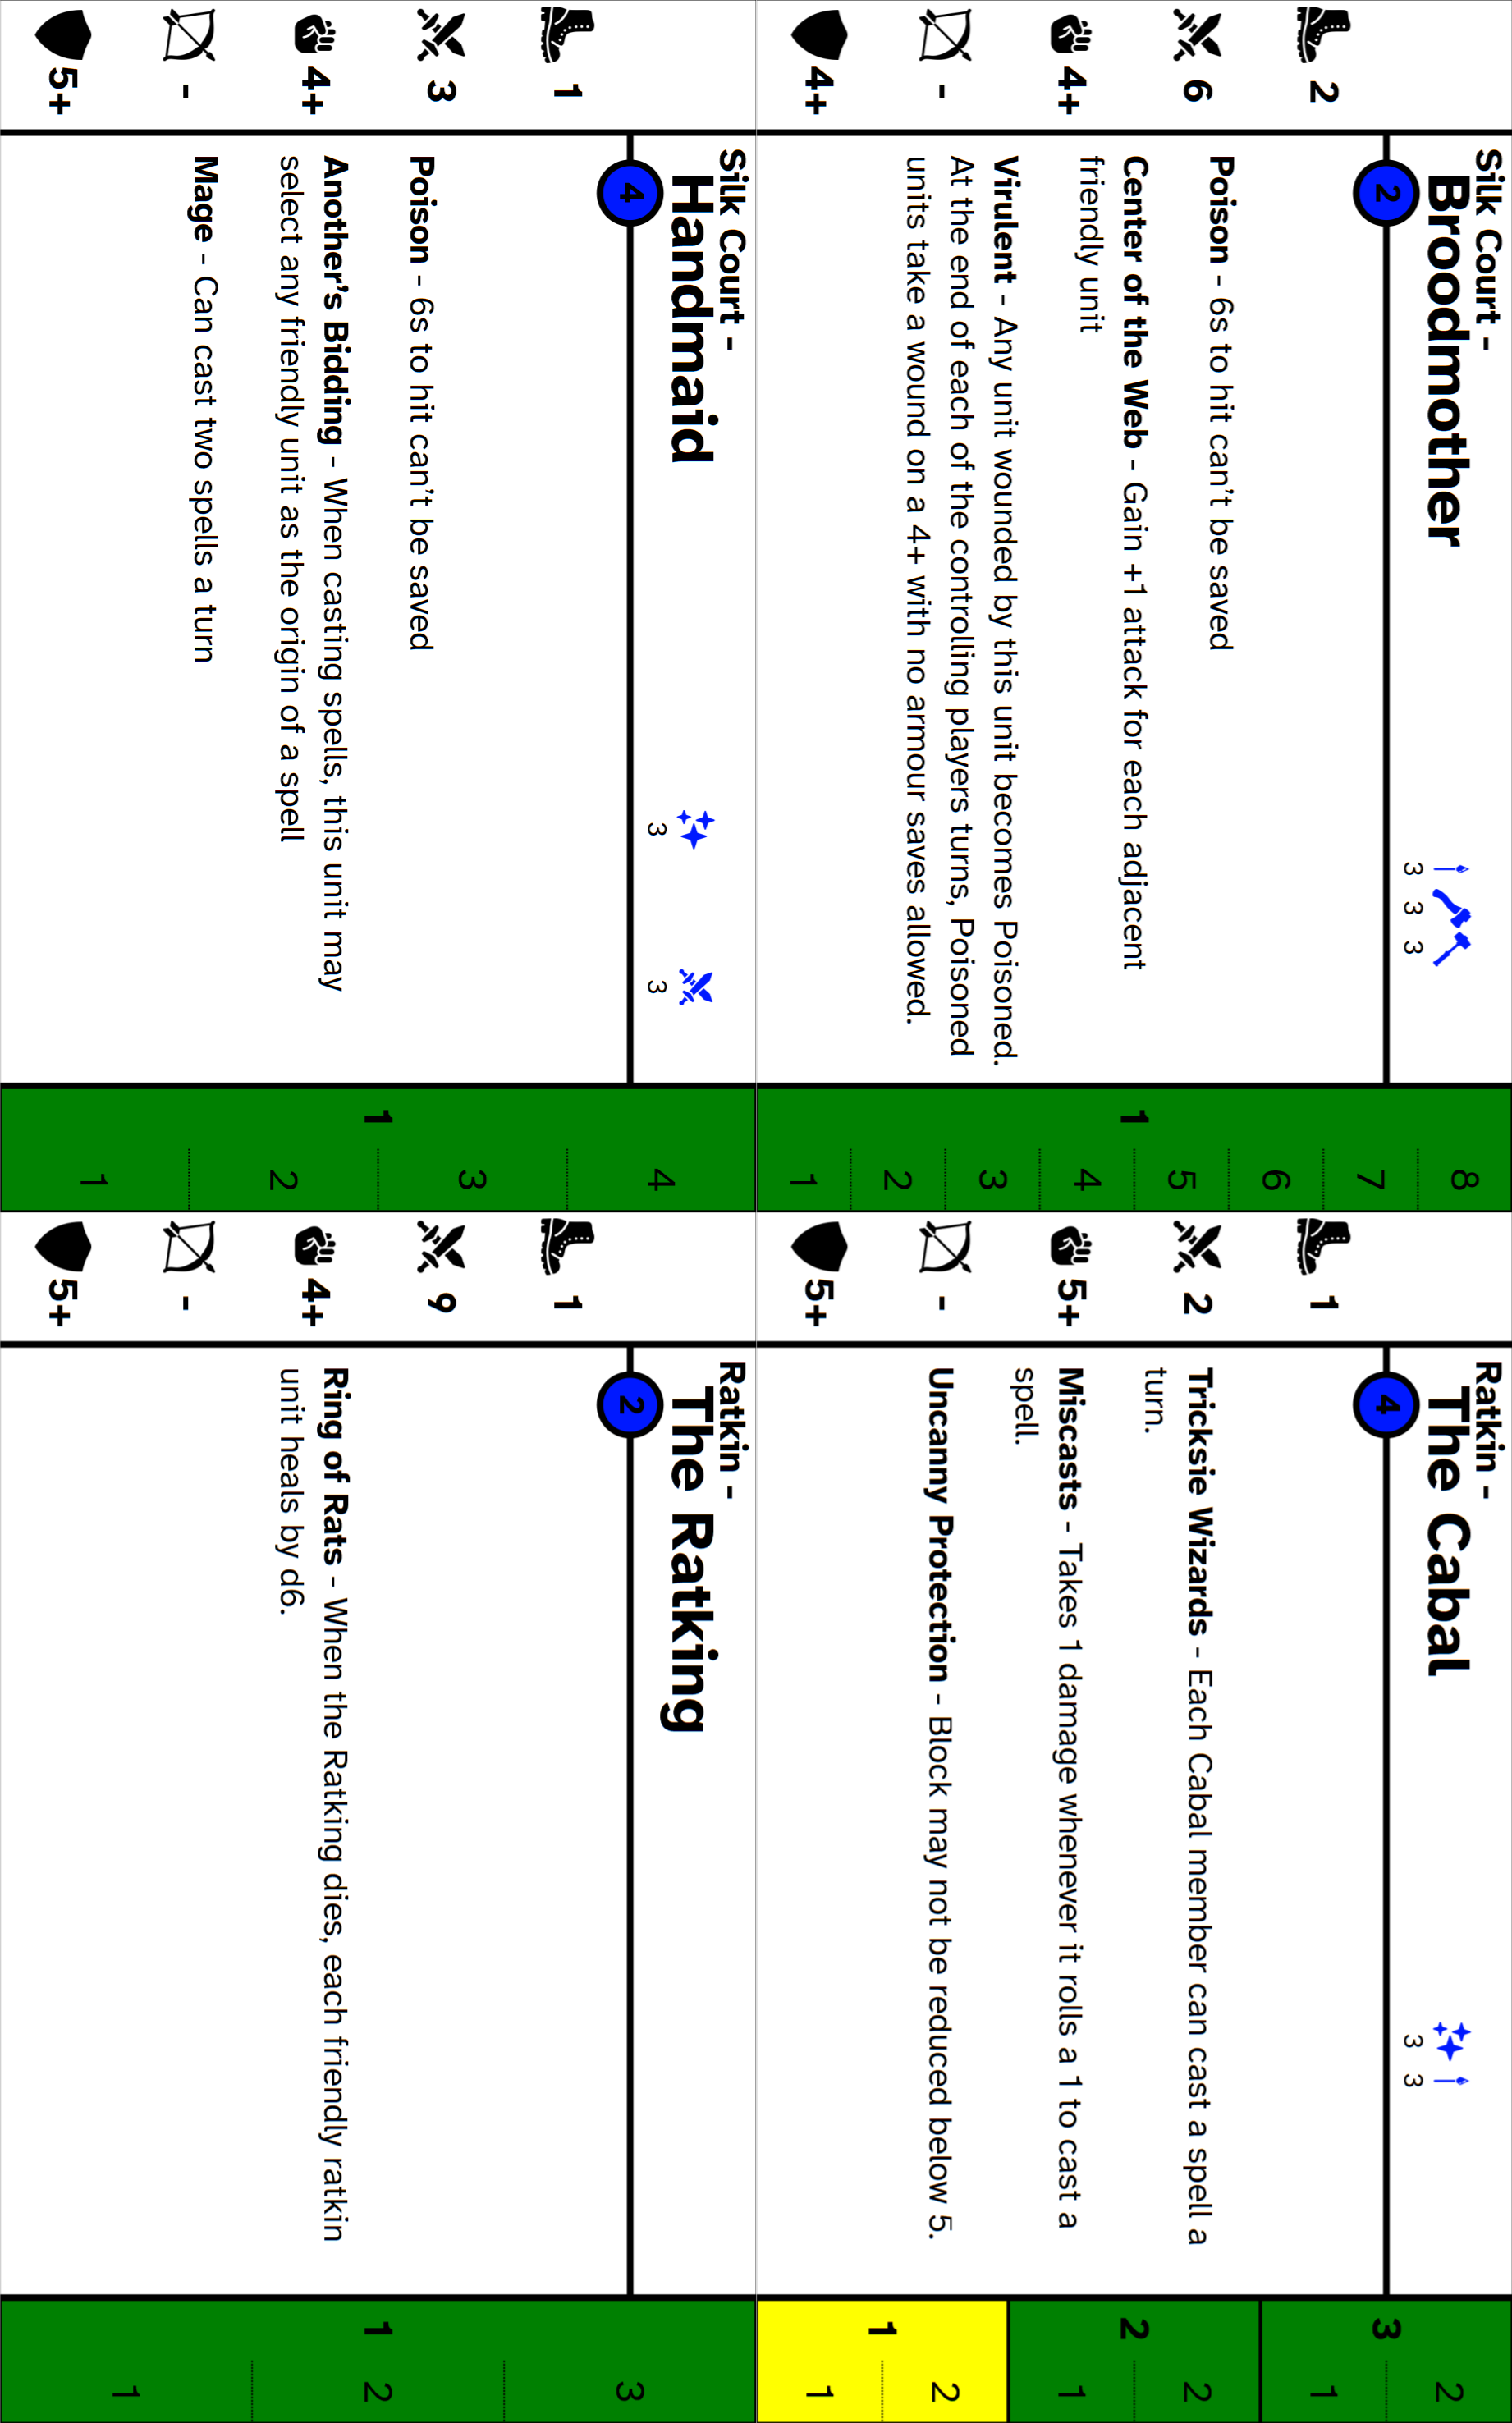 Silk Court -
Broodmother
2
3 3 3
2
6
4+
-
4+
Poison - 6s to hit can't be saved
Center of the Web - Gain +1 attack for each adjacent
friendly unit
Virulent - Any unit wounded by this unit becomes Poisoned.
At the end of each of the controlling players turns, Poisoned
units take a wound on a 4+ with no armour saves allowed.
1
8
7
6
5
4
3
2
1
Ratkin -
The Cabal
4
3 3
1
2
5+
-
5+
Tricksie Wizards - Each Cabal member can cast a spell a
turn.
Miscasts - Takes 1 damage whenever it rolls a 1 to cast a
spell.
Uncanny Protection - Block may not be reduced below 5.
3
2
1
2
2
1
1
2
1
Silk Court -
Handmaid
4
3 3
1
3
4+
-
5+
Poison - 6s to hit can't be saved
Another's Bidding - When casting spells, this unit may
select any friendly unit as the origin of a spell
Mage - Can cast two spells a turn
1
4
3
2
1
Ratkin -
The Ratking
2
1
9
4+
-
5+
Ring of Rats - When the Ratking dies, each friendly ratkin
unit heals by d6.
1
3
2
1